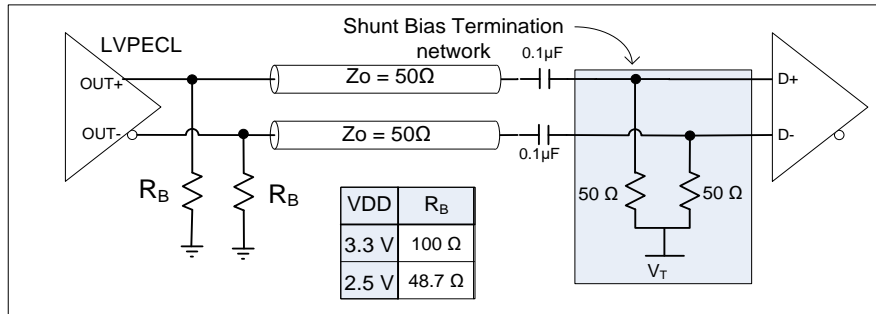 Shunt Bias Termination
network
LVPECL
0.1µF
OUT+
Zo = 50Ω
D+
OUT-
Zo = 50Ω
D-
0.1µF
R_B
R_B
50 Ω
50 Ω
V_T
VDD R_B
3.3 V 100 Ω
2.5 V 48.7 Ω